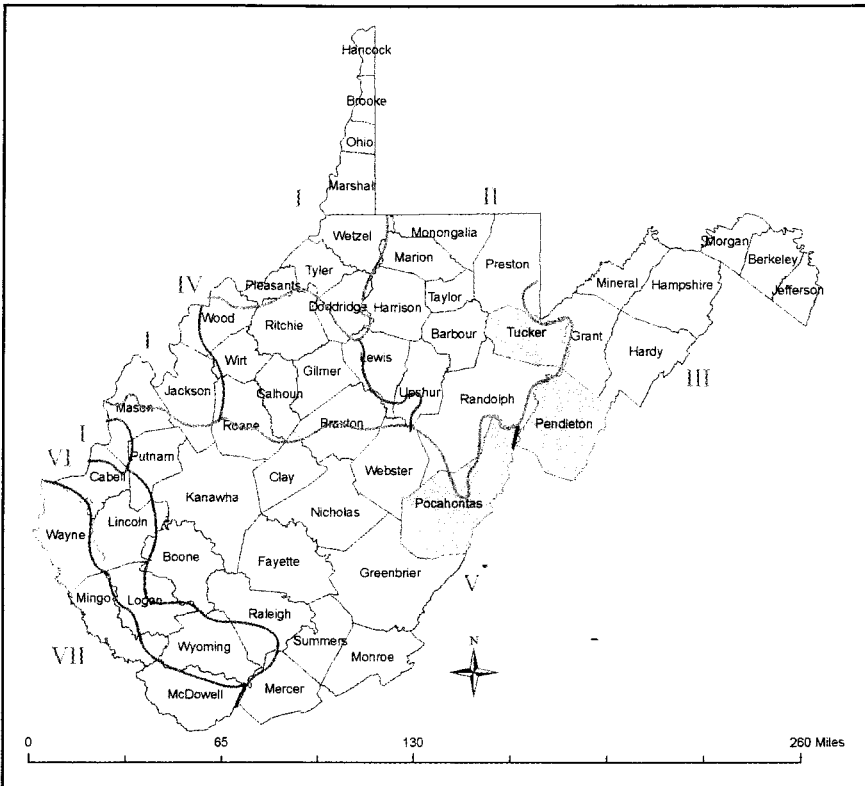 Hancock
Brooke
Ohio
Marshal
I
II
Wetzel
Monongalia
Marion
Preston
Morgan
Berkeley
Jefferson
Tyler
Pleasants
Mineral
Hampshire
IV
Wood
Doddridge
Harrison
Taylor
Ritchie
Barbour
Tucker
Grant
Hardy
I
Wirt
Lewis
Gilmer
Jackson
Calhoun
Upshur
Randolph
III
Mason
Roane
Braxton
Pendleton
I
VI
Putnam
Cabell
Kanawha
Clay
Webster
Nicholas
Pocahontas
Wayne
Lincoln
Boone
Fayette
Greenbrier
V
Mingo
Logan
Raleigh
Summers
VII
Wyoming
Monroe
N
McDowell
Mercer
0 65 130 260 Miles